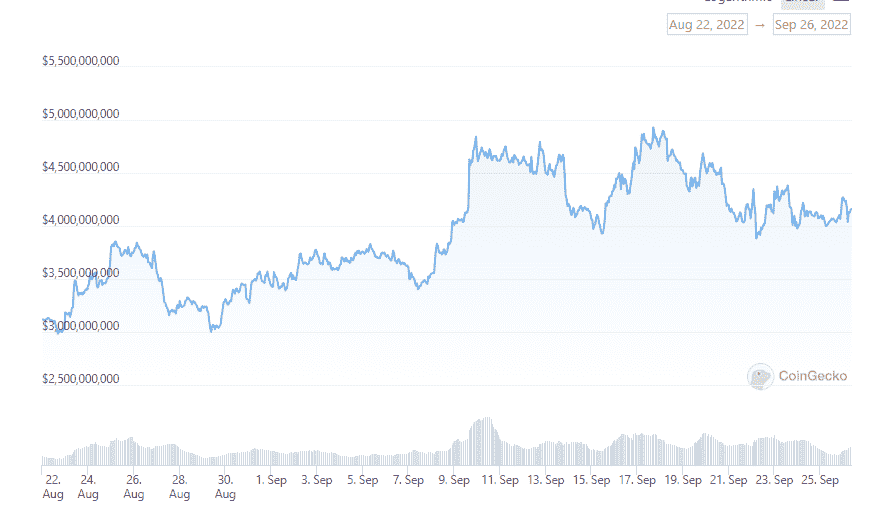 Logarithmic Linear
Aug 22, 2022 → Sep 26, 2022
$5,500,000,000
$5,000,000,000
$4,500,000,000
$4,000,000,000
$3,500,000,000
$3,000,000,000
$2,500,000,000
CoinGecko
22. Aug 24. Aug 26. Aug 28. Aug 30. Aug 1. Sep 3. Sep 5. Sep 7. Sep 9. Sep 11. Sep 13. Sep 15. Sep 17. Sep 19. Sep 21. Sep 23. Sep 25. Sep